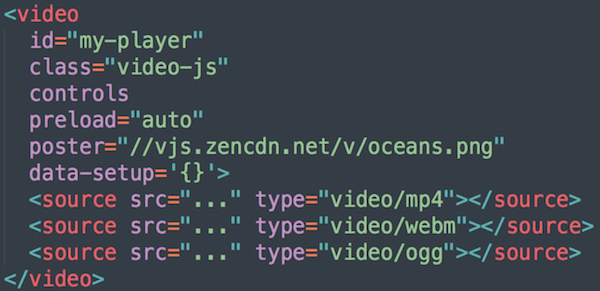 <video
id="my-player"
class="video-js"
controls
preload="auto"
poster="//vjs.zencdn.net/v/oceans.png"
data-setup='{}'>
<source src="..." type="video/mp4"></source>
<source src="..." type="video/webm"></source>
<source src="..." type="video/ogg"></source>
</video>